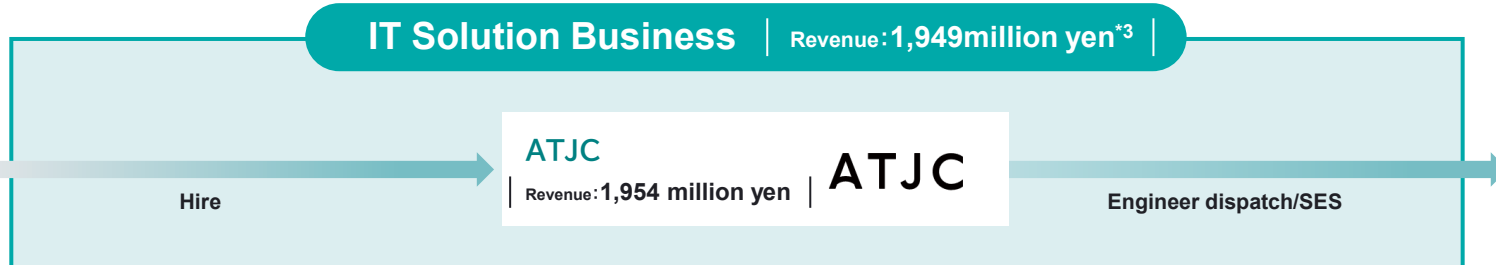 IT Solution Business | Revenue:1,949million yen*3 |
ATJC
| Revenue:1,954 million yen |
ATJC
Hire
Engineer dispatch/SES